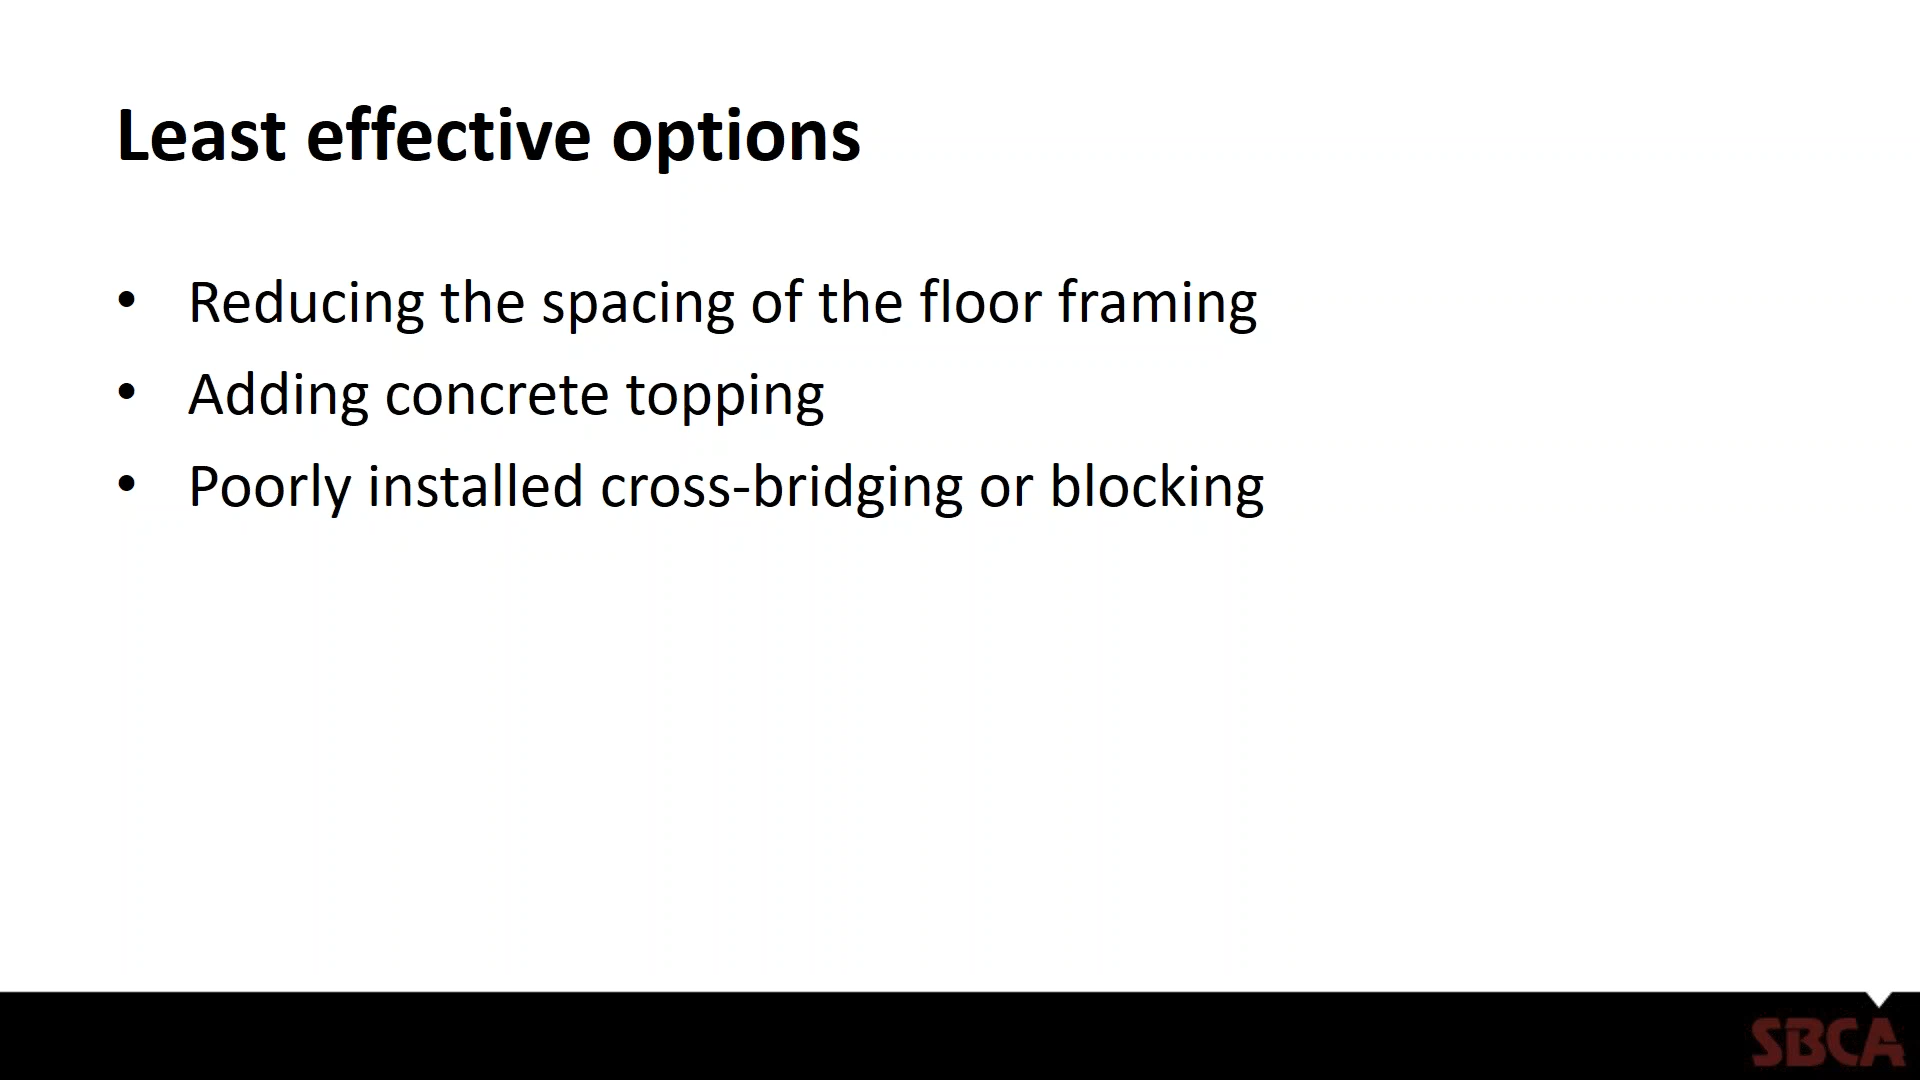 Least effective options
• Reducing the spacing of the floor framing
• Adding concrete topping
• Poorly installed cross-bridging or blocking
SBCA